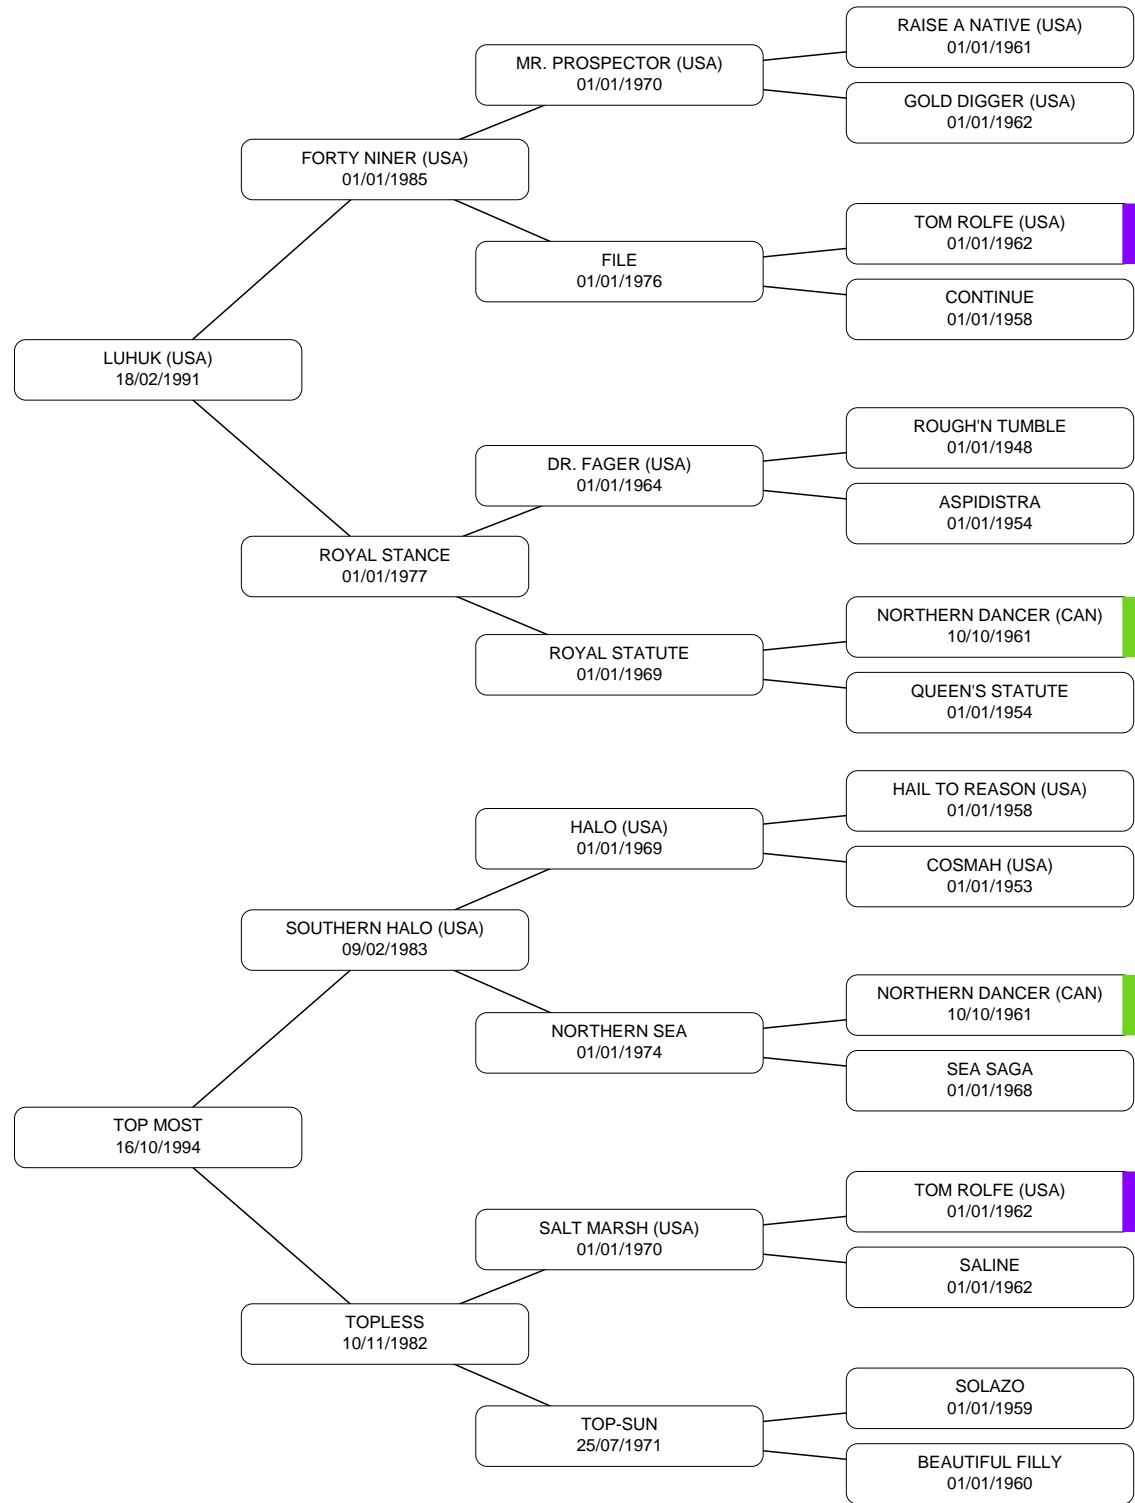 RAISE A NATIVE (USA)
01/01/1961
MR. PROSPECTOR (USA)
01/01/1970
GOLD DIGGER (USA)
01/01/1962
FORTY NINER (USA)
01/01/1985
TOM ROLFE (USA)
01/01/1962
FILE
01/01/1976
CONTINUE
01/01/1958
LUHUK (USA)
18/02/1991
ROUGH'N TUMBLE
01/01/1948
DR. FAGER (USA)
01/01/1964
ASPIDISTRA
01/01/1954
ROYAL STANCE
01/01/1977
NORTHERN DANCER (CAN)
10/10/1961
ROYAL STATUTE
01/01/1969
QUEEN'S STATUTE
01/01/1954
HAIL TO REASON (USA)
01/01/1958
HALO (USA)
01/01/1969
COSMAH (USA)
01/01/1953
SOUTHERN HALO (USA)
09/02/1983
NORTHERN DANCER (CAN)
10/10/1961
NORTHERN SEA
01/01/1974
SEA SAGA
01/01/1968
TOP MOST
16/10/1994
TOM ROLFE (USA)
01/01/1962
SALT MARSH (USA)
01/01/1970
SALINE
01/01/1962
TOPLESS
10/11/1982
SOLAZO
01/01/1959
TOP-SUN
25/07/1971
BEAUTIFUL FILLY
01/01/1960